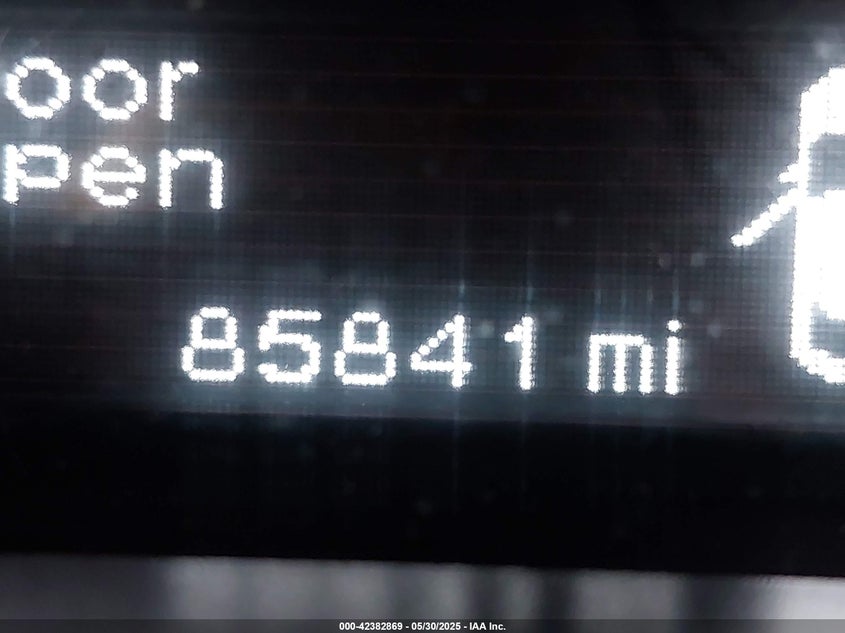 oor
pen
85841 mi
000-42382869 - 05/30/2025 - IAA Inc.